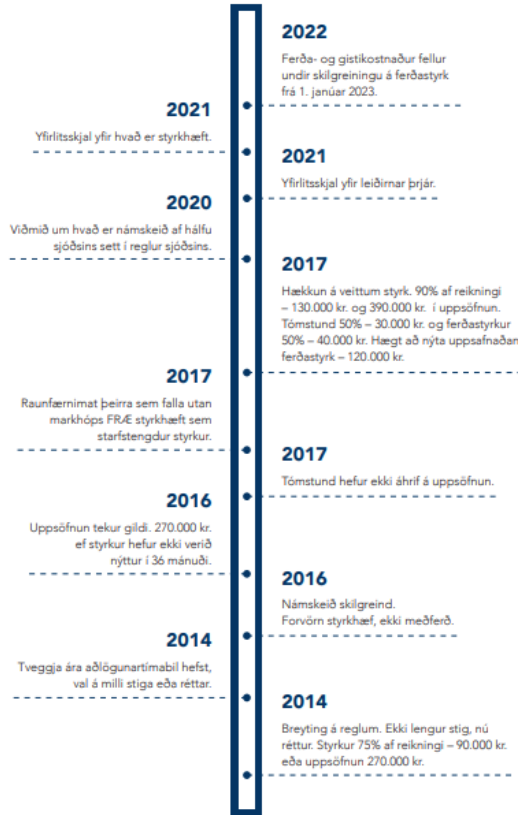 2022
Ferða- og gistikostnaður fellur
undir skilgreiningu á ferðastyrk
frá 1. janúar 2023.
2021
Yfirlitsskjal yfir hvað er styrkhæft.
2021
Yfirlitsskjal yfir leiðirnar þrjár.
2020
Viðmið um hvað er námskeið af hálfu
sjóðsins sett í reglur sjóðsins.
2017
Hækkun á veittum styrk. 90% af reikningi
– 130.000 kr. og 390.000 kr. í uppsöfnun.
Tómstund 50% – 30.000 kr. og ferðastyrkur
50% – 40.000 kr. Hægt að nýta uppsafnaðan
ferðastyrk – 120.000 kr.
2017
Raunfærnimat þeirra sem falla utan
markhóps FRÆ styrkhæft sem
starfstengdur styrkur.
2017
Tómstund hefur ekki áhrif á uppsöfnun.
2016
Uppsöfnun tekur gildi. 270.000 kr.
ef styrkur hefur ekki verið
nýttur í 36 mánuði.
2016
Námskeið skilgreind.
Forvörn styrkhæf, ekki meðferð.
2014
Tveggja ára aðlögunartímabil hefst,
val á milli stiga eða réttar.
2014
Breyting á reglum. Ekki lengur stig, nú
réttur. Styrkur 75% af reikningi – 90.000 kr.
eða uppsöfnun 270.000 kr.